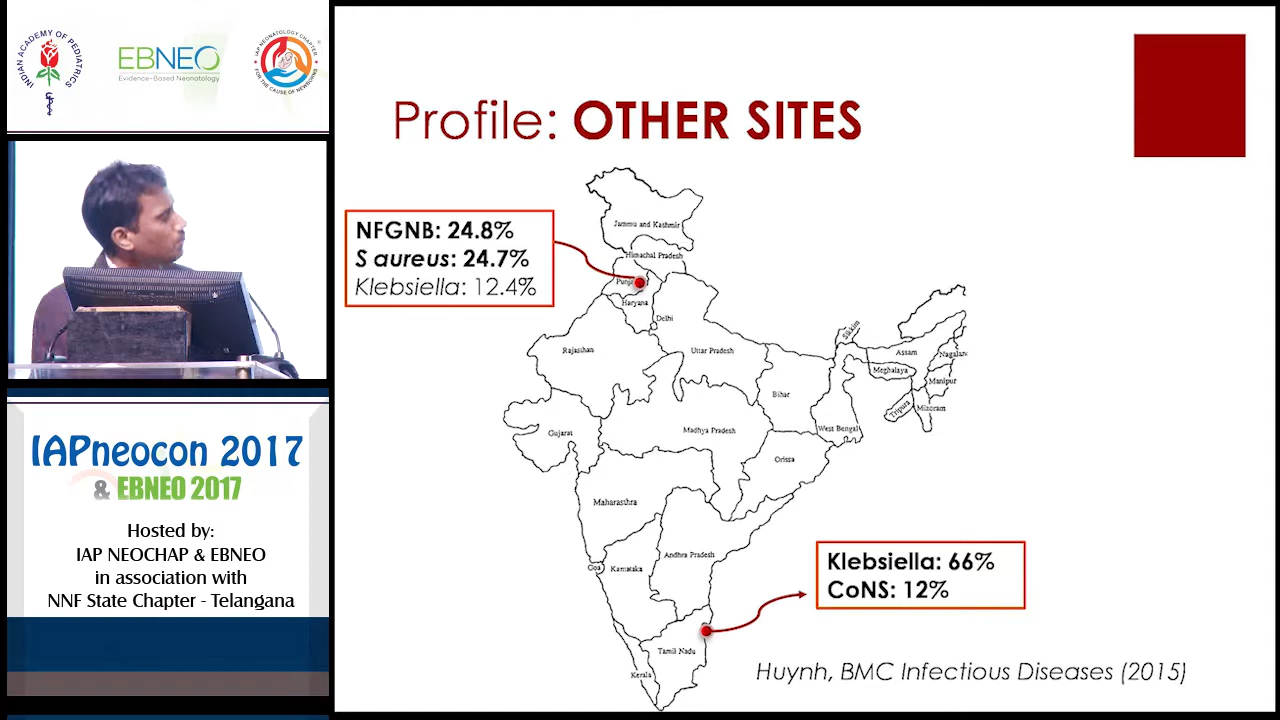 INDIAN ACADEMY OF PEDIATRICS
EBNEO
Evidence-Based Neonatology
IAP NEONATOLOGY CHAPTER
FOR THE CAUSE OF NEWBORNS
IAPneocon 2017
& EBNEO 2017
Hosted by:
IAP NEOCHAP & EBNEO
in association with
NNF State Chapter - Telangana
Profile: OTHER SITES
NFGNB: 24.8%
S aureus: 24.7%
Klebsiella: 12.4%
Jammu and Kashmir
Himachal Pradesh
Haryana
Delhi
Rajasthan
Uttar Pradesh
Sikkim
Assam
Nagalan
Meghalaya
Manipur
Bihar
Tripura
Mizoram
Gujarat
Madhya Pradesh
West Bengal
Orissa
Maharasthra
Andhra Pradesh
Goa
Karnataka
Tamil Nadu
Kerala
Klebsiella: 66%
CoNS: 12%
Huynh, BMC Infectious Diseases (2015)